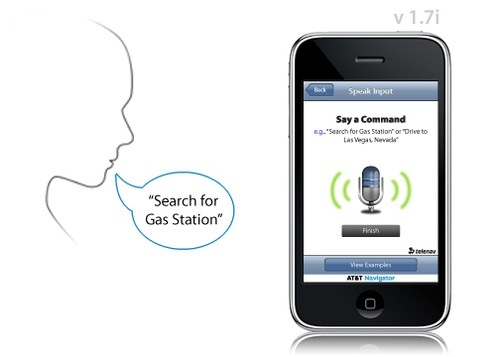 v 1.7i
Back
Speak Input
Say a Command
e.g., "Search for Gas Station" or "Drive to
Las Vegas, Nevada"
"Search for
Gas Station"
Finish
telenav
View Examples
AT&T Navigator